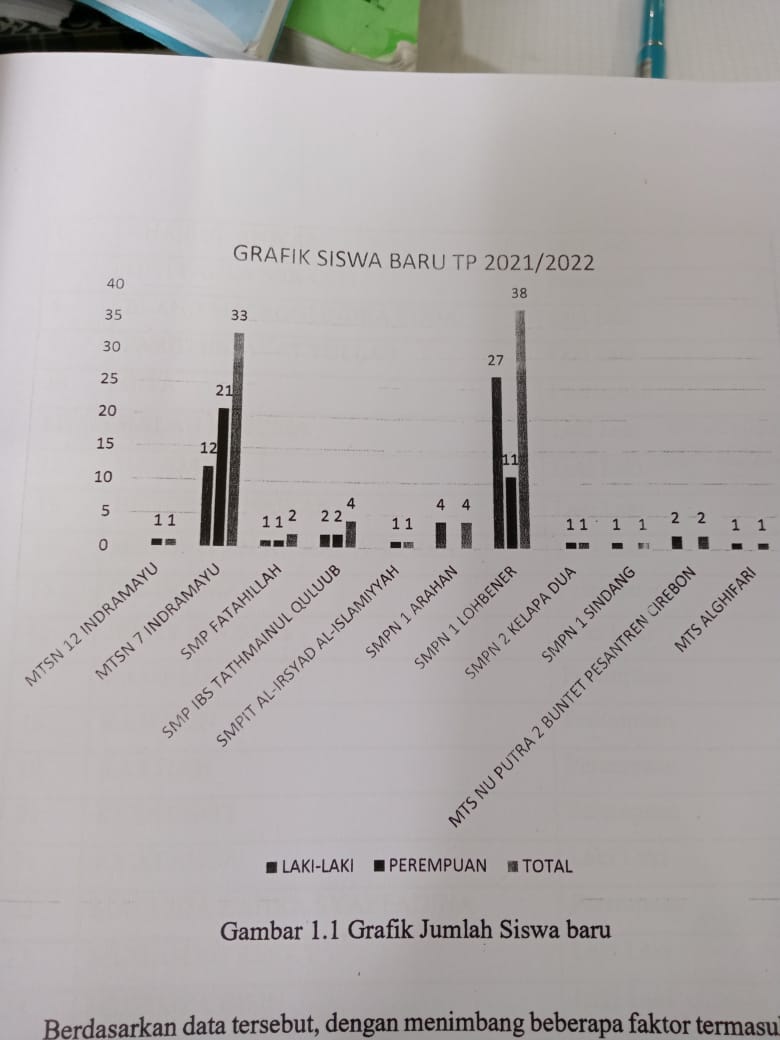 GRAFIK SISWA BARU TP 2021/2022
40
35
30
25
20
15
10
5
0
1 1
12 21 33
1 1 2
2 2 4
1 1
4 4
27 11 38
1 1
1 1
2 2
1 1
MTSN 12 INDRAMAYU
MTSN 7 INDRAMAYU
SMP FATAHILLAH
SMP IBS TATHMAINUL QULUUB
SMPIT AL-IRSYAD AL-ISLAMIYYAH
SMPN 1 ARAHAN
SMPN 1 LOHBENER
SMPN 2 KELAPA DUA
SMPN 1 SINDANG
MTS NU PUTRA 2 BUNTET PESANTREN CIREBON
MTS ALGHIFARI
LAKI-LAKI PEREMPUAN TOTAL
Gambar 1.1 Grafik Jumlah Siswa baru
Berdasarkan data tersebut, dengan menimbang beberapa faktor